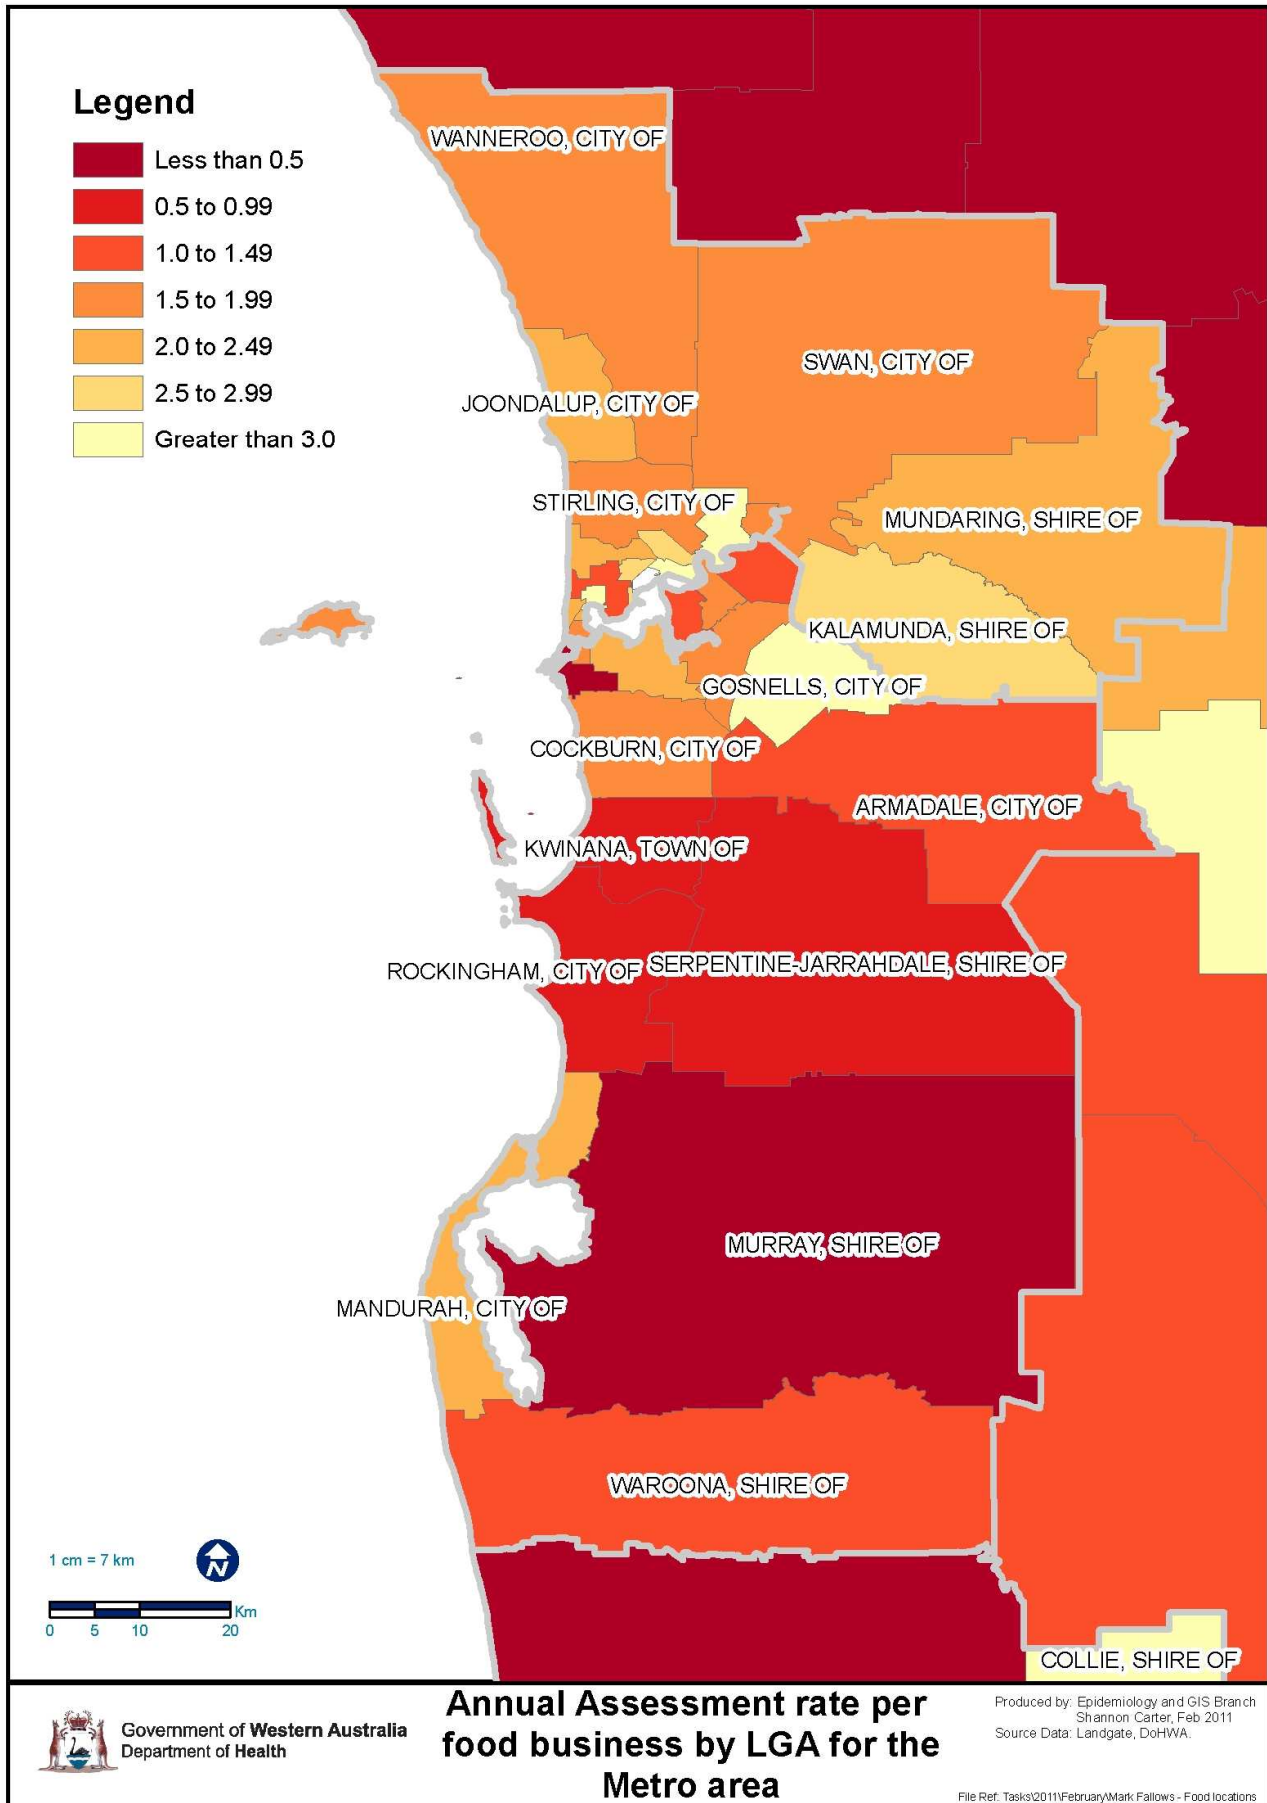 Legend
Less than 0.5
0.5 to 0.99
1.0 to 1.49
1.5 to 1.99
2.0 to 2.49
2.5 to 2.99
Greater than 3.0
WANNEROO, CITY OF
SWAN, CITY OF
JOONDALUP, CITY OF
STIRLING, CITY OF
MUNDARING, SHIRE OF
KALAMUNDA, SHIRE OF
GOSNELLS, CITY OF
COCKBURN, CITY OF
ARMADALE, CITY OF
KWINANA, TOWN OF
ROCKINGHAM, CITY OF
SERPENTINE-JARRAHDALE, SHIRE OF
MURRAY, SHIRE OF
MANDURAH, CITY OF
WAROONA, SHIRE OF
COLLIE, SHIRE OF
1 cm = 7 km
N
Km
0 5 10 20
Government of Western Australia
Department of Health
Annual Assessment rate per
food business by LGA for the
Metro area
Produced by: Epidemiology and GIS Branch
Shannon Carter, Feb 2011
Source Data: Landgate, DoHWA.
File Ref: Tasks\2011\February\Mark Fallows - Food locations